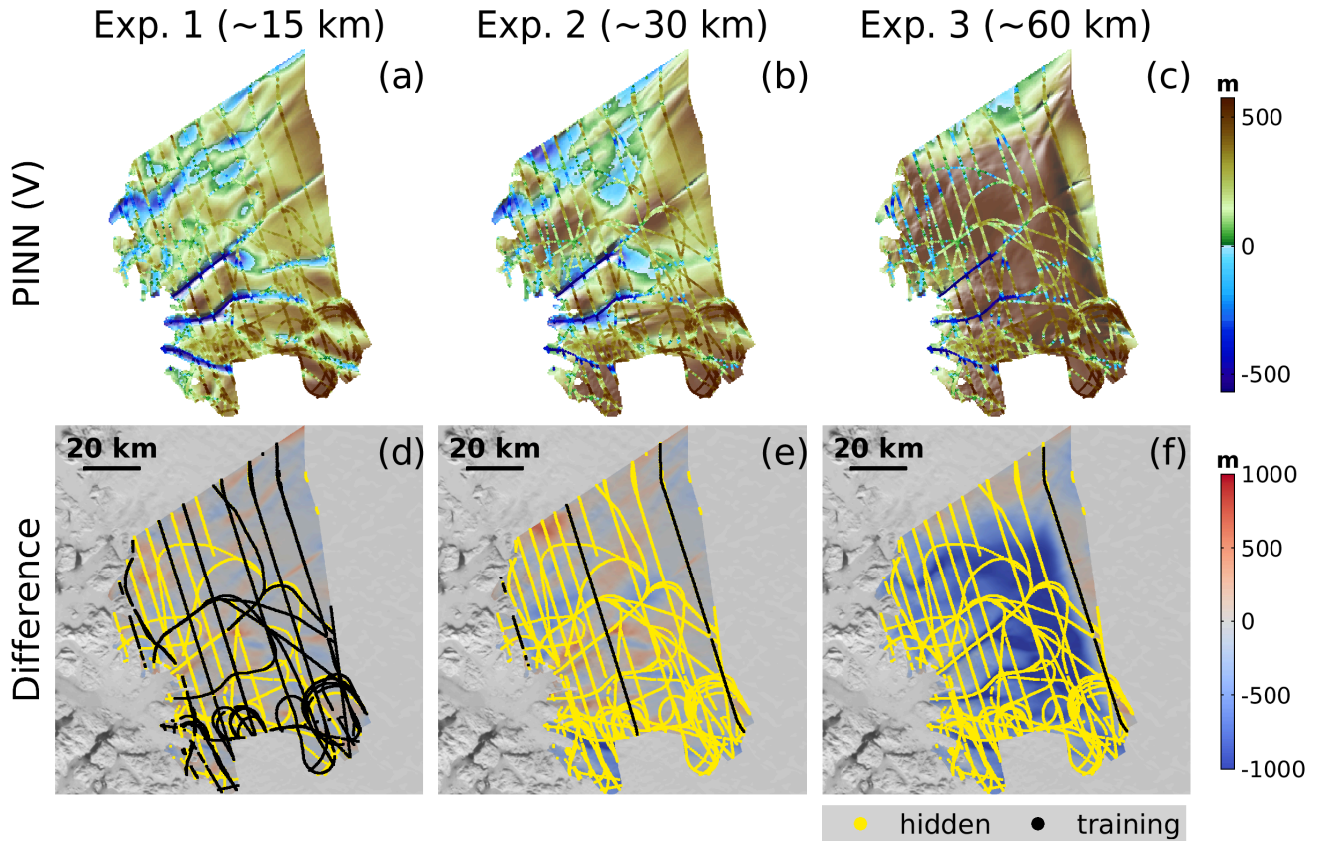 Exp. 1 (~15 km) Exp. 2 (~30 km) Exp. 3 (~60 km)
(a) (b) (c)
m
500
0
-500
PINN (V)
20 km (d) 20 km (e) 20 km (f)
m
1000
500
0
-500
-1000
Difference
hidden training